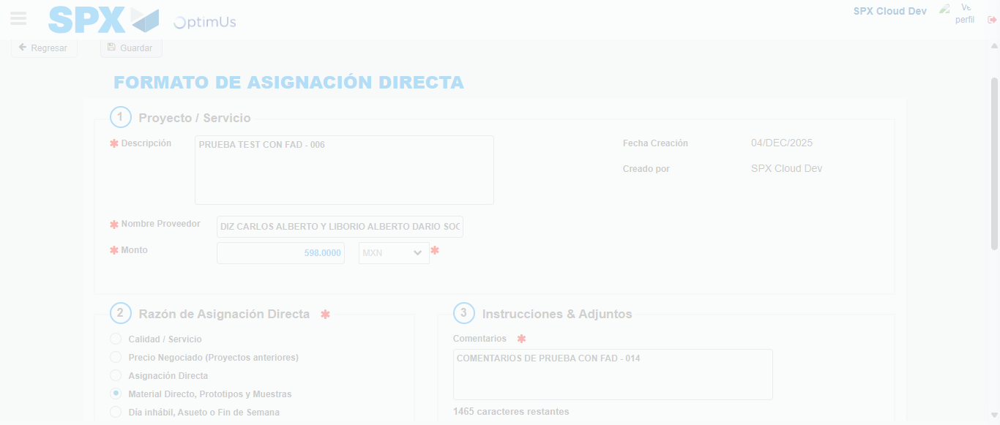 SPX OptimUs
SPX Cloud Dev
Ve
perfil
Regresar
Guardar
FORMATO DE ASIGNACIÓN DIRECTA
1 Proyecto / Servicio
✱ Descripción
PRUEBA TEST CON FAD - 006
Fecha Creación 04/DEC/2025
Creado por SPX Cloud Dev
✱ Nombre Proveedor DIZ CARLOS ALBERTO Y LIBORIO ALBERTO DARIO SOC
✱ Monto 598.0000 MXN ✱
2 Razón de Asignación Directa ✱
Calidad / Servicio
Precio Negociado (Proyectos anteriores)
Asignación Directa
Material Directo, Prototipos y Muestras
Día inhábil, Asueto o Fin de Semana
3 Instrucciones & Adjuntos
Comentarios ✱
COMENTARIOS DE PRUEBA CON FAD - 014
1465 caracteres restantes